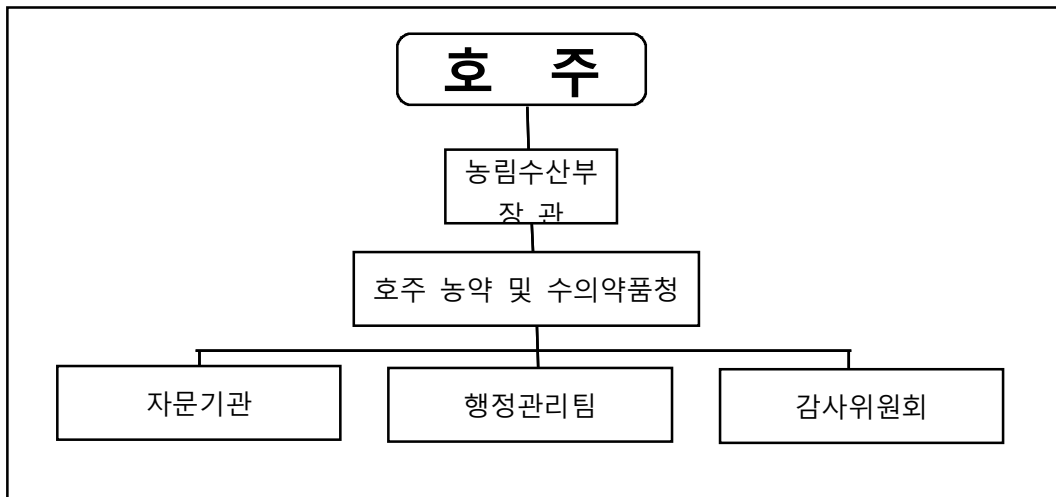 호 주
농림수산부
장 관
호주 농약 및 수의약품청
자문기관
행정관리팀
감사위원회